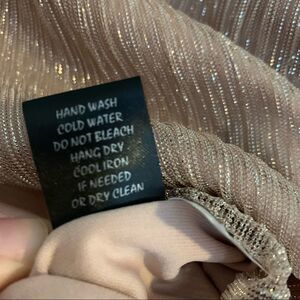 HAND WASH
COLD WATER
DO NOT BLEACH
HANG DRY
COOL IRON
IF NEEDED
OR DRY CLEAN